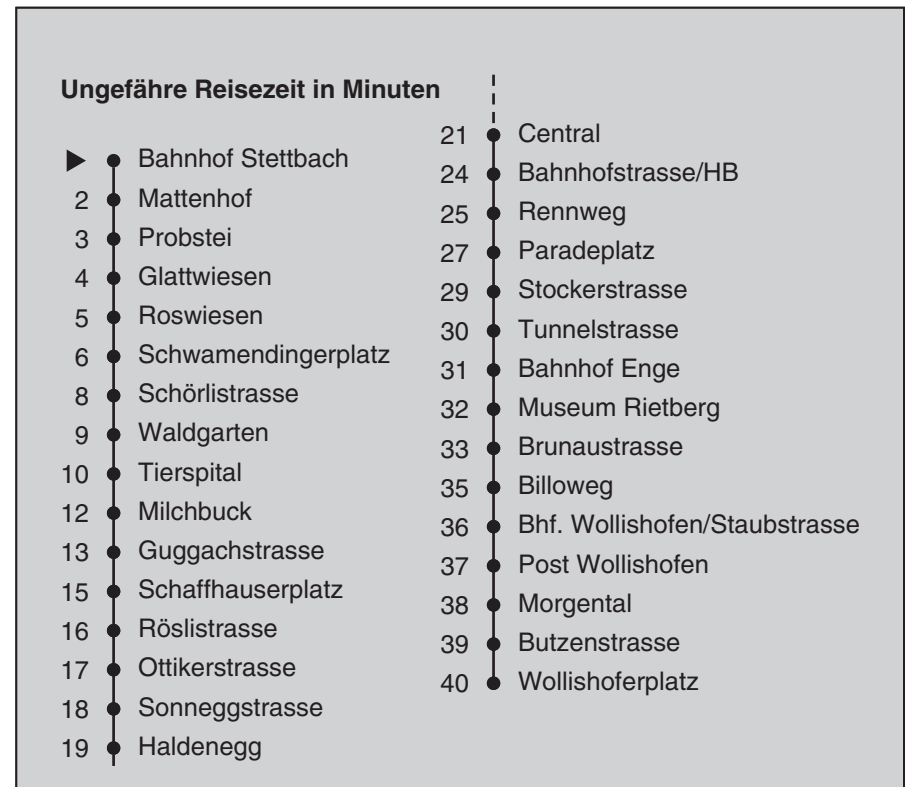 Ungefähre Reisezeit in Minuten
Bahnhof Stettbach
2 Mattenhof
3 Probstei
4 Glattwiesen
5 Roswiesen
6 Schwamendingerplatz
8 Schörlistrasse
9 Waldgarten
10 Tierspital
12 Milchbuck
13 Guggachstrasse
15 Schaffhauserplatz
16 Röslistrasse
17 Ottikerstrasse
18 Sonneggstrasse
19 Haldenegg
21 Central
24 Bahnhofstrasse/HB
25 Rennweg
27 Paradeplatz
29 Stockerstrasse
30 Tunnelstrasse
31 Bahnhof Enge
32 Museum Rietberg
33 Brunaustrasse
35 Billoweg
36 Bhf. Wollishofen/Staubstrasse
37 Post Wollishofen
38 Morgental
39 Butzenstrasse
40 Wollishoferplatz